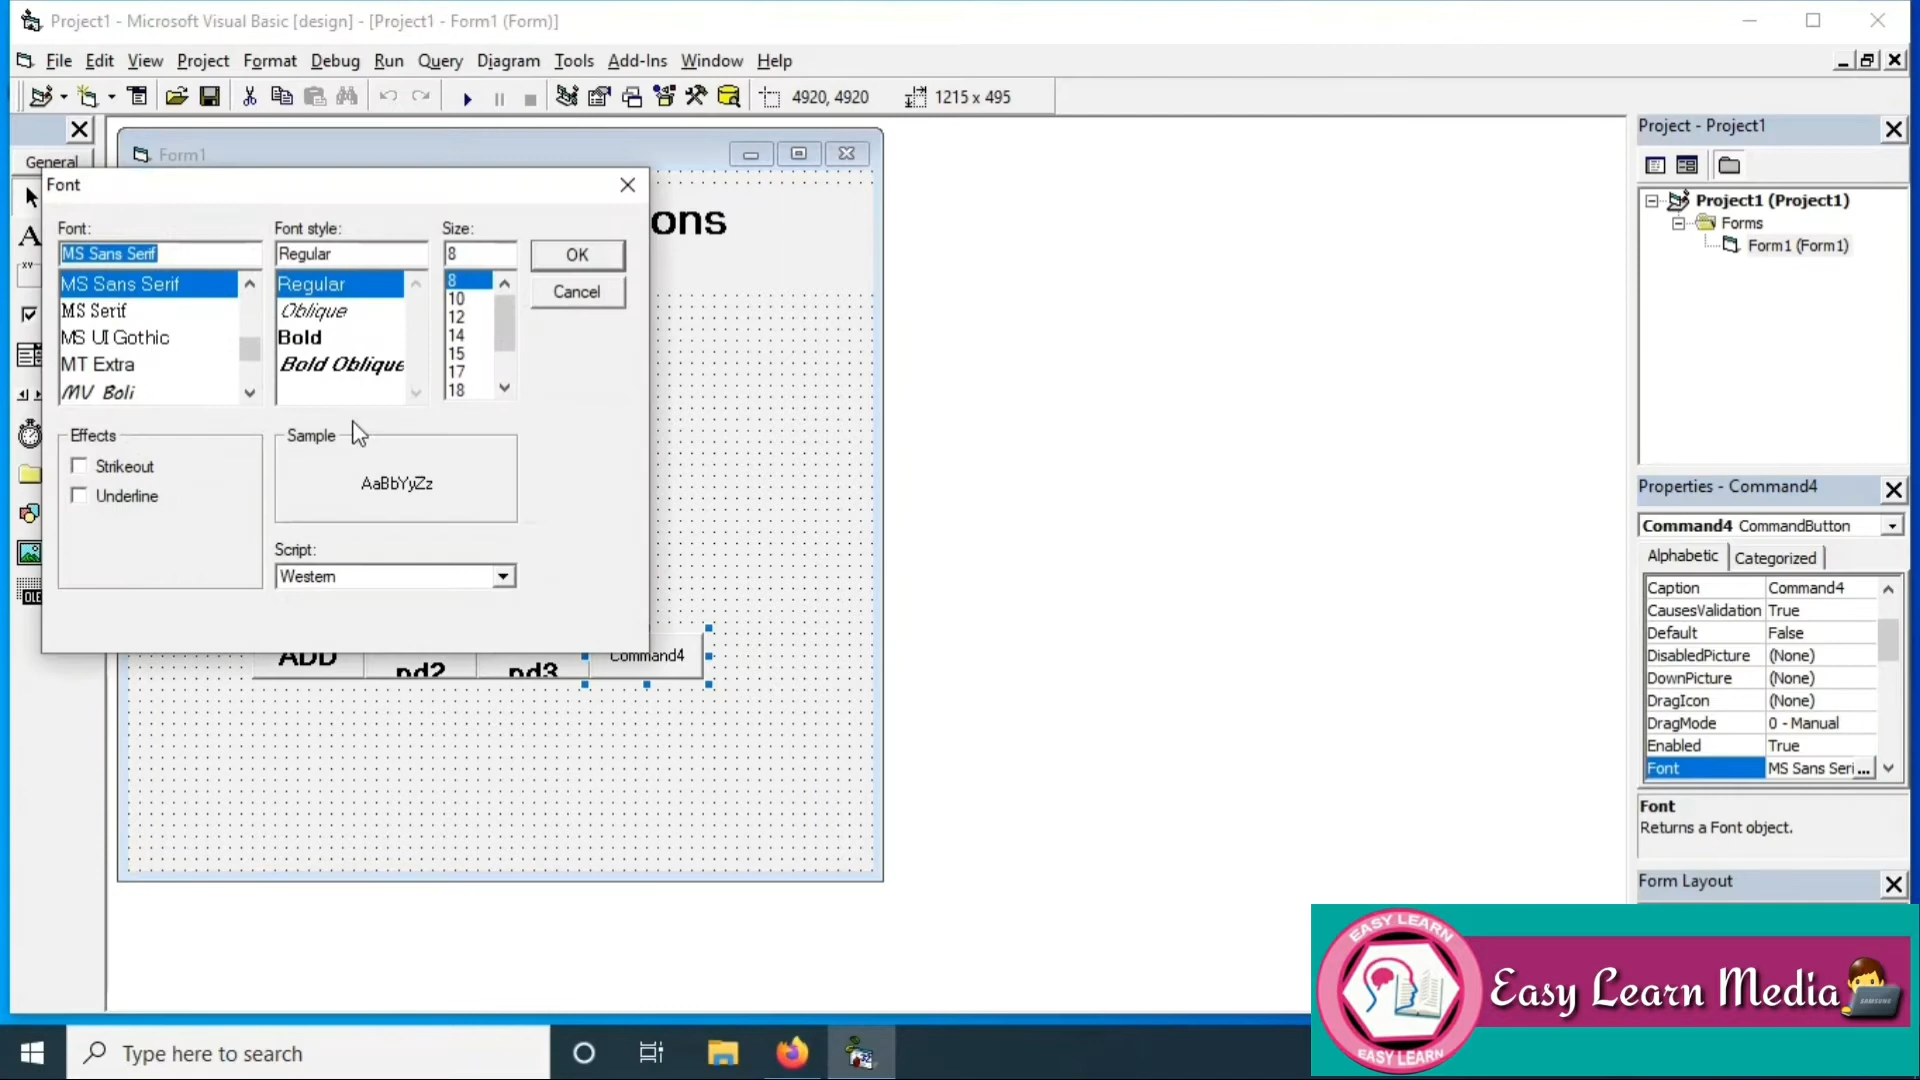 Project1 - Microsoft Visual Basic [design] - [Project1 - Form1 (Form)]
File Edit View Project Format Debug Run Query Diagram Tools Add-Ins Window Help
4920, 4920 1215 x 495
General
Form1
ons
Font
Font: Font style: Size:
MS Sans Serif Regular 8
OK
Cancel
MS Sans Serif Regular 8
MS Serif Oblique 10
MS UI Gothic Bold 12
MT Extra Bold Oblique 14
MV Boli 15
17
18
Effects
Strikeout
Underline
Sample
AaBbYyZz
Script:
Western
ADD nd2 nd3 Command4
A
OLE
Project - Project1
Project1 (Project1)
Forms
Form1 (Form1)
Properties - Command4
Command4 CommandButton
Alphabetic Categorized
Caption Command4
CausesValidation True
Default False
DisabledPicture (None)
DownPicture (None)
DragIcon (None)
DragMode 0 - Manual
Enabled True
Font MS Sans Seri ...
Font
Returns a Font object.
Form Layout
EASY LEARN
EASY LEARN
Easy Learn Media
SAMSUNG
Type here to search